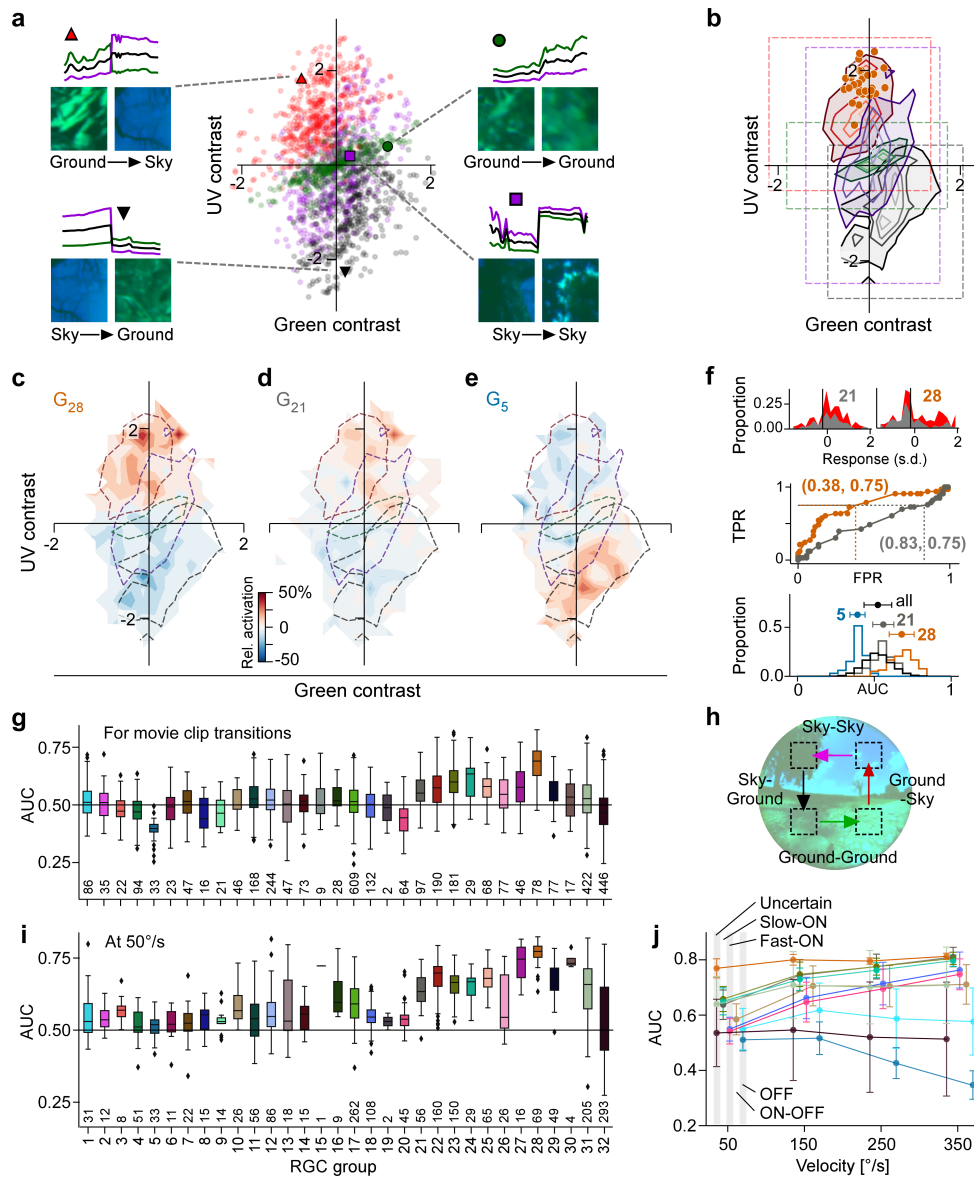 a
UV contrast
Green contrast
2
-2
2
-2
Ground Sky
Ground Ground
Sky Ground
Sky Sky
b
UV contrast
Green contrast
2
-2
2
-2
c
G28
UV contrast
2
-2
2
-2
d
G21
e
G5
Rel. activation
50%
0
-50
Green contrast
f
Proportion
0.25
0.00
21
28
0 2
0 2
Response (s.d.)
TPR
1
0
(0.38, 0.75)
(0.83, 0.75)
0 FPR 1
Proportion
0.5
0.0
all
5 21
28
0 AUC 1
g
For movie clip transitions
AUC
0.75
0.50
0.25
86 35 22 94 33 23 47 16 21 46 168 244 47 73 9 28 609 132 2 64 97 190 181 29 68 77 46 78 77 17 422 446
h
Sky-Sky
Sky-
Ground
Ground
-Sky
Ground-Ground
i
At 50°/s
AUC
0.75
0.50
0.25
31 12 8 51 33 11 22 15 14 26 56 86 18 15 1 9 262 108 2 45 56 160 150 29 65 26 16 69 49 4 205 293
1 2 3 4 5 6 7 8 9 10 11 12 13 14 15 16 17 18 19 20 21 22 23 24 25 26 27 28 29 30 31 32
RGC group
j
Uncertain
Slow-ON
Fast-ON
OFF
ON-OFF
AUC
0.8
0.6
0.4
0.2
50 150 250 350
Velocity [°/s]